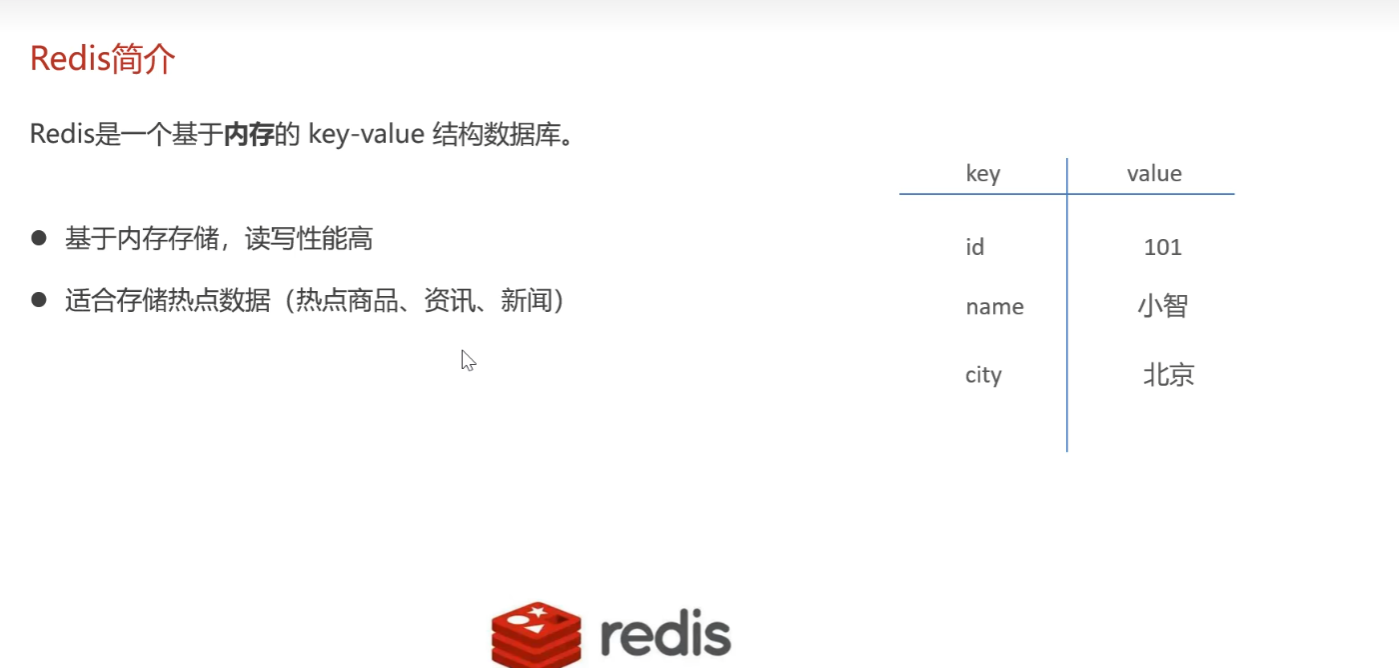 Redis简介
Redis是一个基于内存的 key-value 结构数据库。
● 基于内存存储，读写性能高
● 适合存储热点数据（热点商品、资讯、新闻）
key value
id 101
name 小智
city 北京
redis